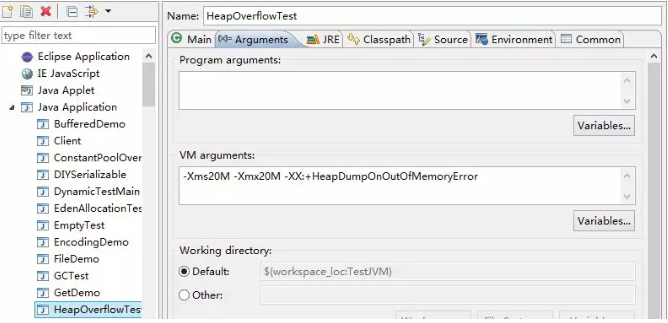 Name: HeapOverflowTest
type filter text
Eclipse Application
IE JavaScript
Java Applet
Java Application
BufferedDemo
Client
ConstantPoolOver
DIYSerializable
DynamicTestMain
EdenAllocationTes
EmptyTest
EncodingDemo
FileDemo
GCTest
GetDemo
HeapOverflowTest
Main (x)= Arguments JRE Classpath Source Environment Common
Program arguments:
Variables...
VM arguments:
-Xms20M -Xmx20M -XX:+HeapDumpOnOutOfMemoryError
Variables...
Working directory:
Default: ${workspace_loc:TestJVM}
Other: